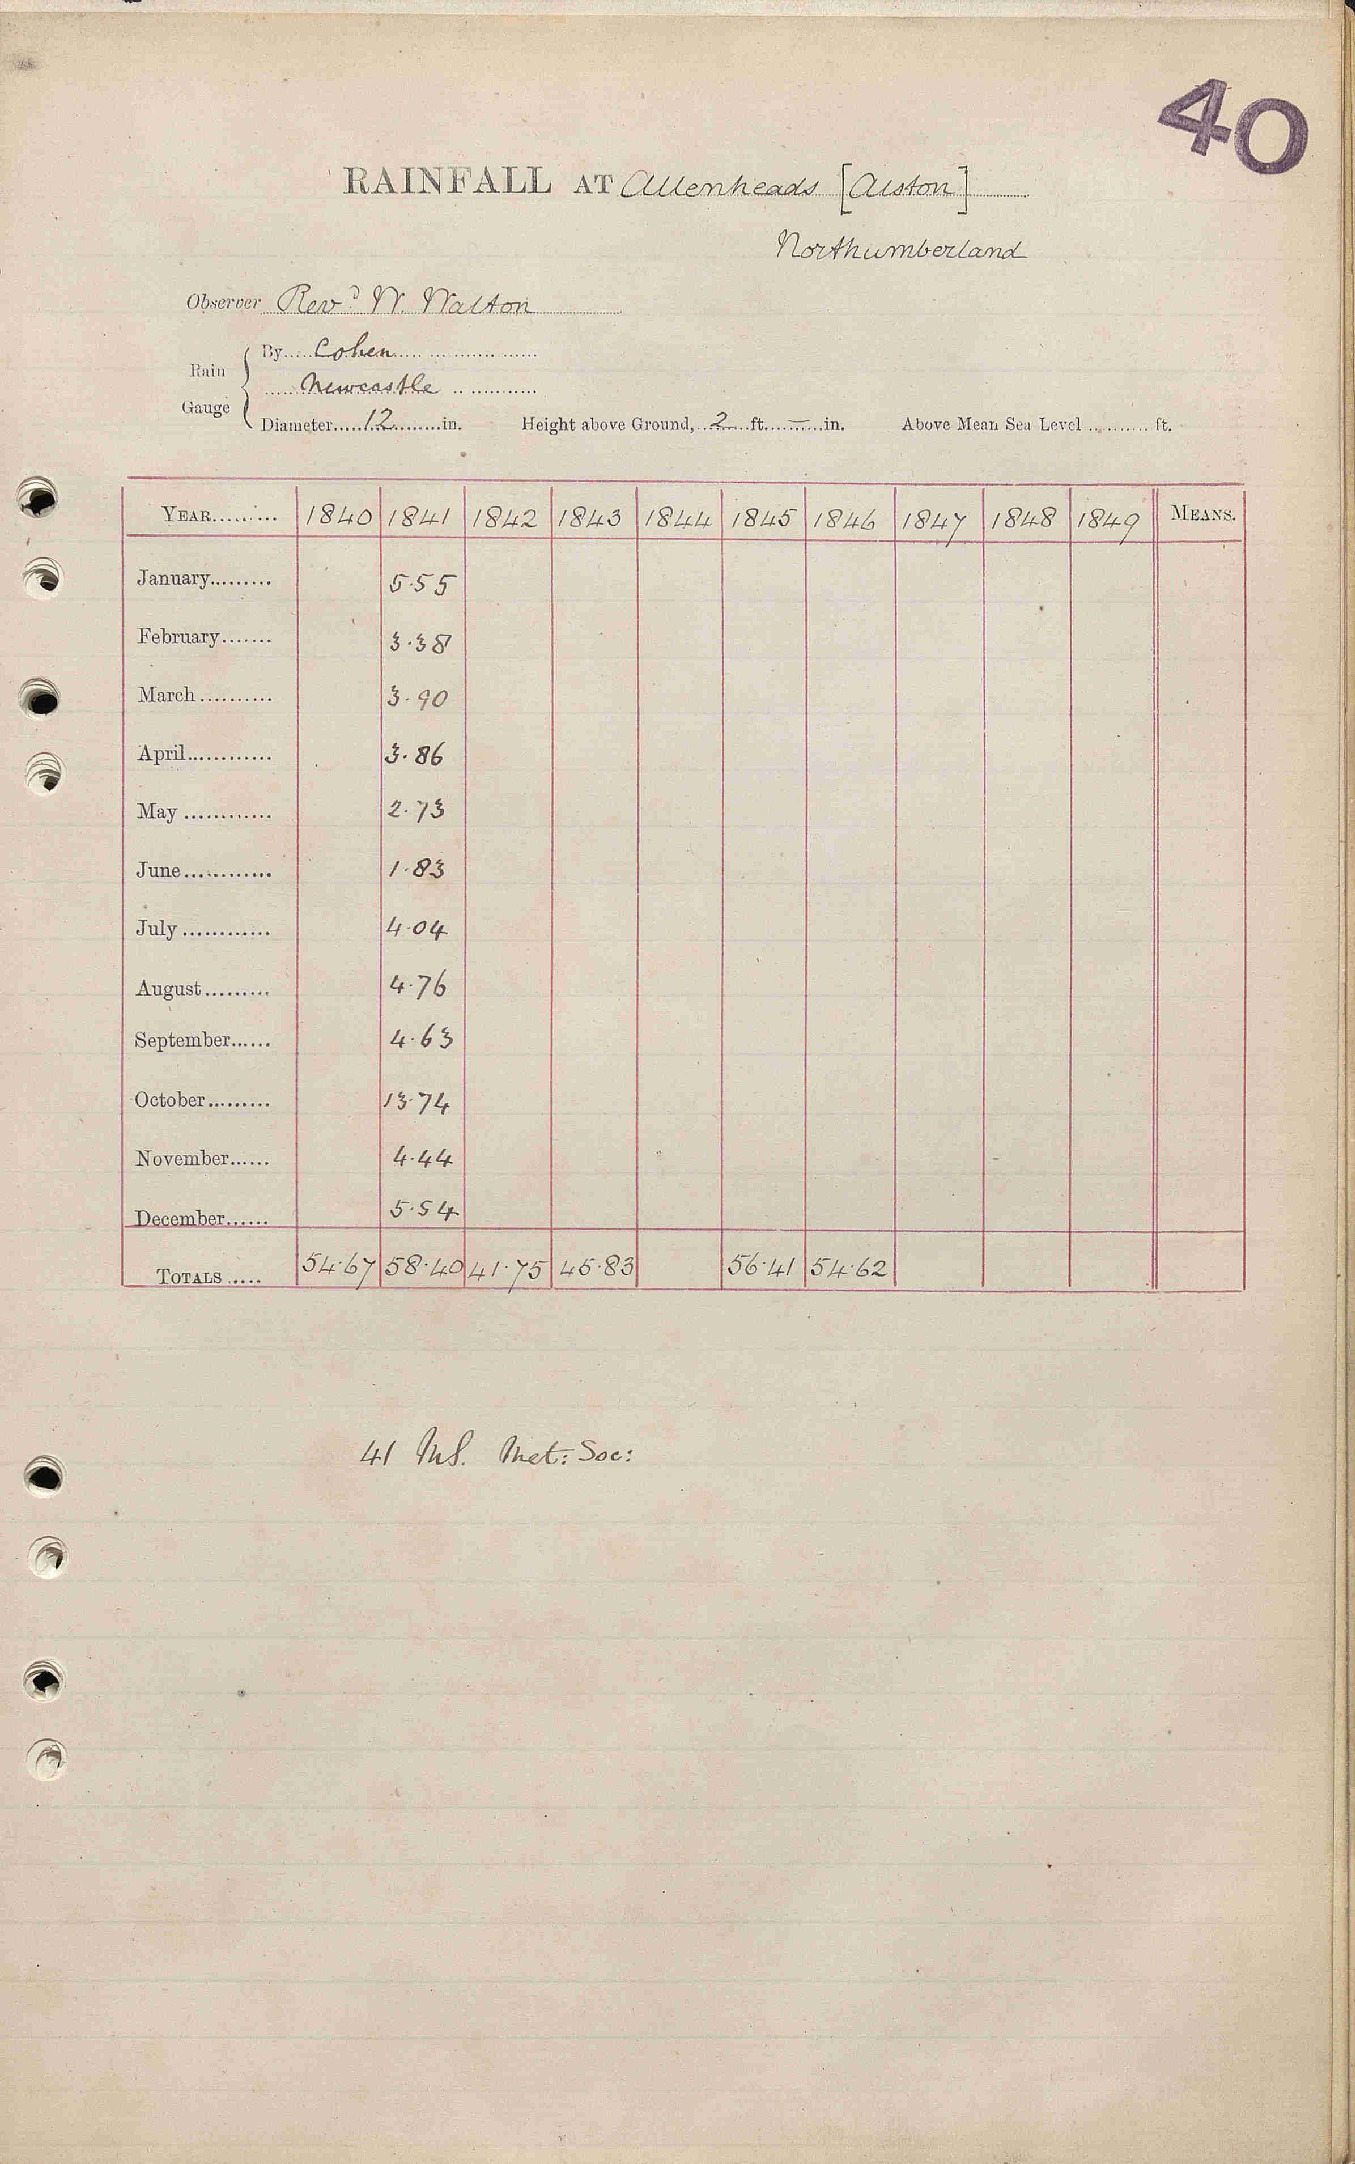 40
RAINFALL AT Allenheads [Alston]
Northumberland
Observer Revd W. Walton
Rain Gauge { By Cohen
Newcastle
Diameter 12 in. Height above Ground, 2 ft. — in. Above Mean Sea Level ft.
YEAR 1840 1841 1842 1843 1844 1845 1846 1847 1848 1849 MEANS.
January 5.55
February 3.38
March 3.90
April 3.86
May 2.73
June 1.83
July 4.04
August 4.76
September 4.63
October 13.74
November 4.44
December 5.54
TOTALS 54.67 58.40 41.75 45.83 56.41 54.62
41 MS. Met: Soc: